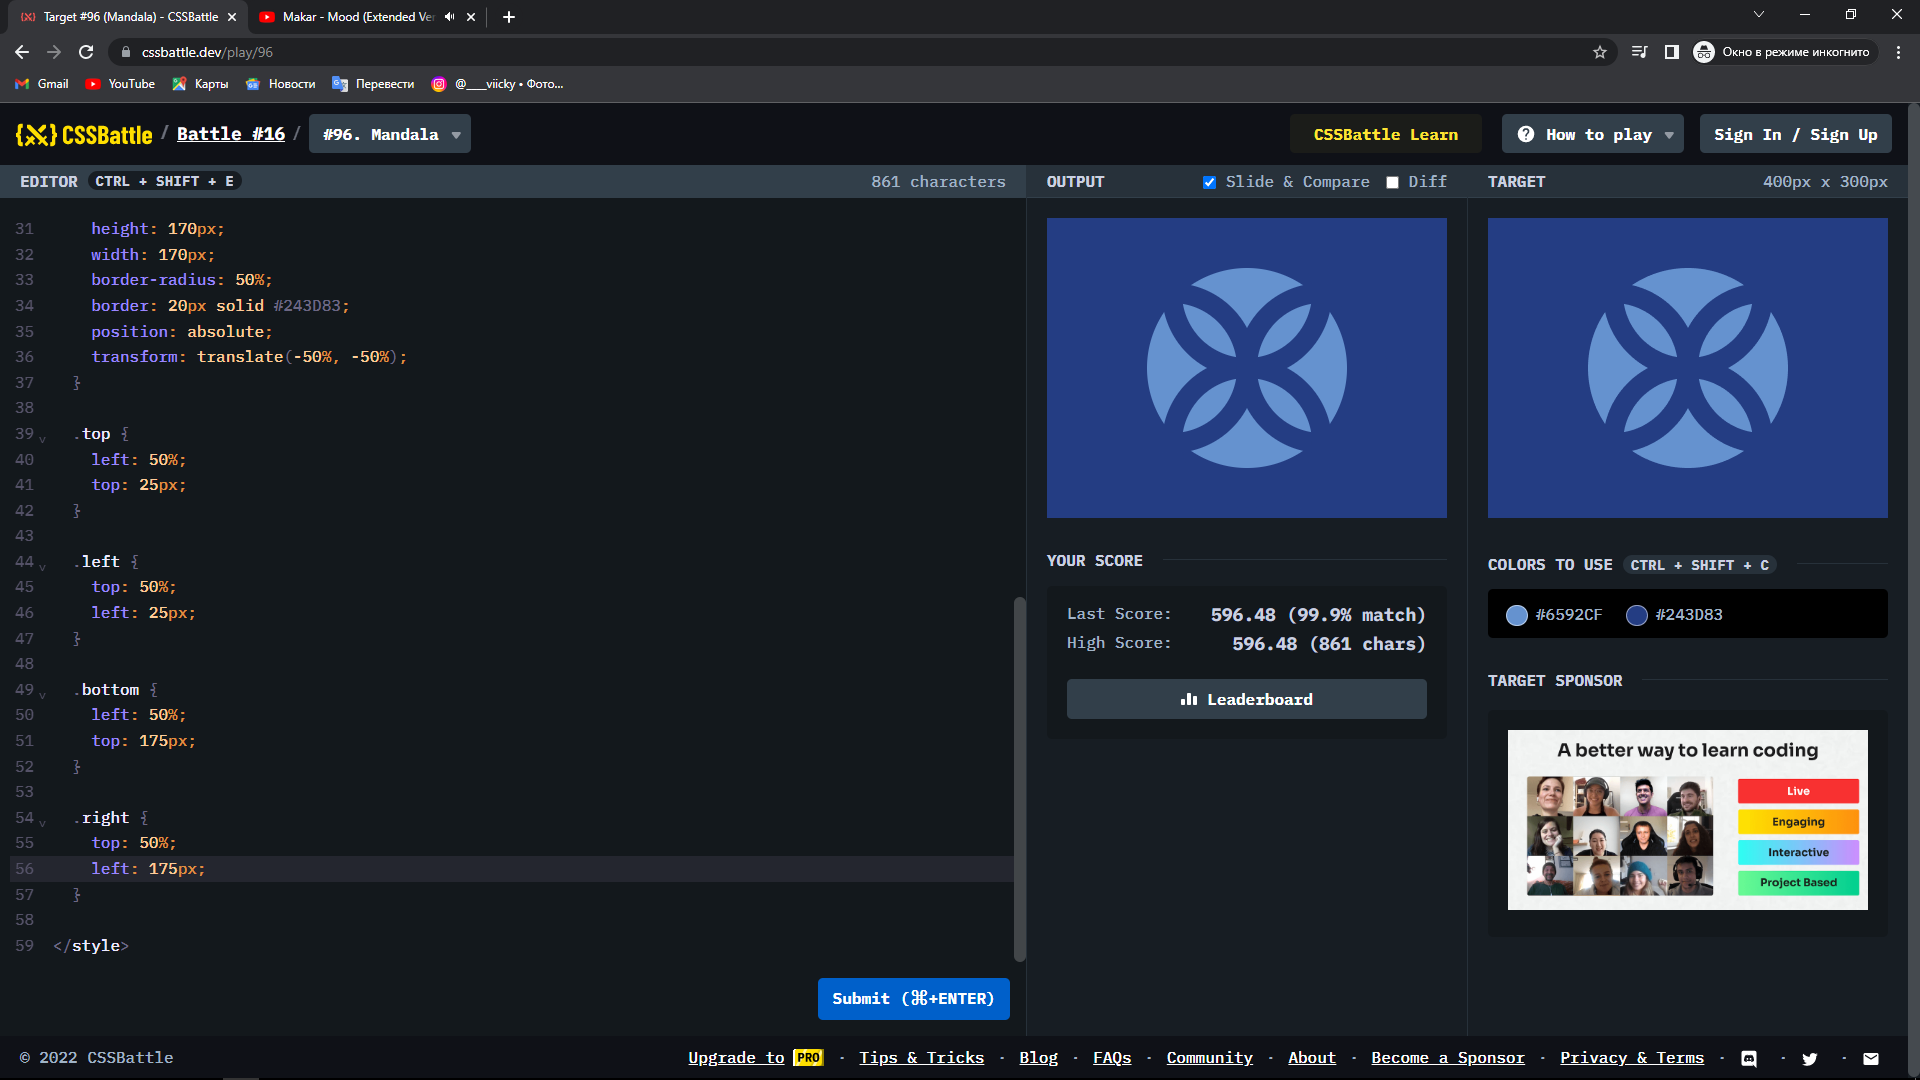 Target #96 (Mandala) - CSSBattle
Makar - Mood (Extended Ver
cssbattle.dev/play/96
Окно в режиме инкогнито
Gmail
YouTube
Карты
Новости
Перевести
@___viicky • Фото...
CSSBattle / Battle #16 / #96. Mandala
CSSBattle Learn
How to play
Sign In / Sign Up
EDITOR CTRL + SHIFT + E
861 characters
OUTPUT
Slide & Compare
Diff
TARGET
400px x 300px
31 height: 170px;
32 width: 170px;
33 border-radius: 50%;
34 border: 20px solid #243D83;
35 position: absolute;
36 transform: translate(-50%, -50%);
37 }
38
39 .top {
40 left: 50%;
41 top: 25px;
42 }
43
44 .left {
45 top: 50%;
46 left: 25px;
47 }
48
49 .bottom {
50 left: 50%;
51 top: 175px;
52 }
53
54 .right {
55 top: 50%;
56 left: 175px;
57 }
58
59 </style>
Submit (⌘+ENTER)
YOUR SCORE
Last Score: 596.48 (99.9% match)
High Score: 596.48 (861 chars)
Leaderboard
COLORS TO USE CTRL + SHIFT + C
#6592CF #243D83
TARGET SPONSOR
A better way to learn coding
Live
Engaging
Interactive
Project Based
© 2022 CSSBattle
Upgrade to PRO · Tips & Tricks · Blog · FAQs · Community · About · Become a Sponsor · Privacy & Terms